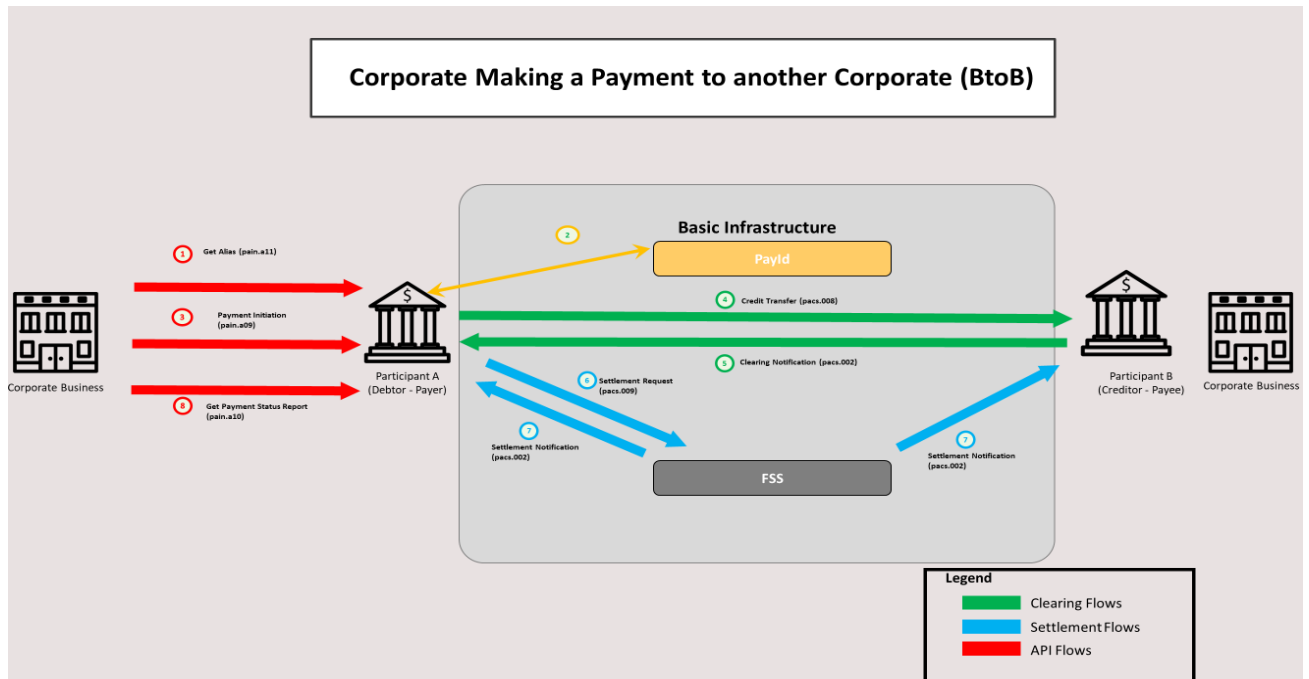 Corporate Making a Payment to another Corporate (BtoB)
Basic Infrastructure
2
PayId
1
Get Alias (pain.a11)
$
$
4
Credit Transfer (pacs.008)
3
Payment Initiation
(pain.a09)
5
Clearing Notification (pacs.002)
Corporate Business
Participant A
(Debtor - Payer)
6
Settlement Request
(pacs.009)
Participant B
(Creditor - Payee)
Corporate Business
8
Get Payment Status Report
(pain.a10)
7
Settlement Notification
(pacs.002)
7
Settlement Notification
(pacs.002)
FSS
Legend
Clearing Flows
Settlement Flows
API Flows